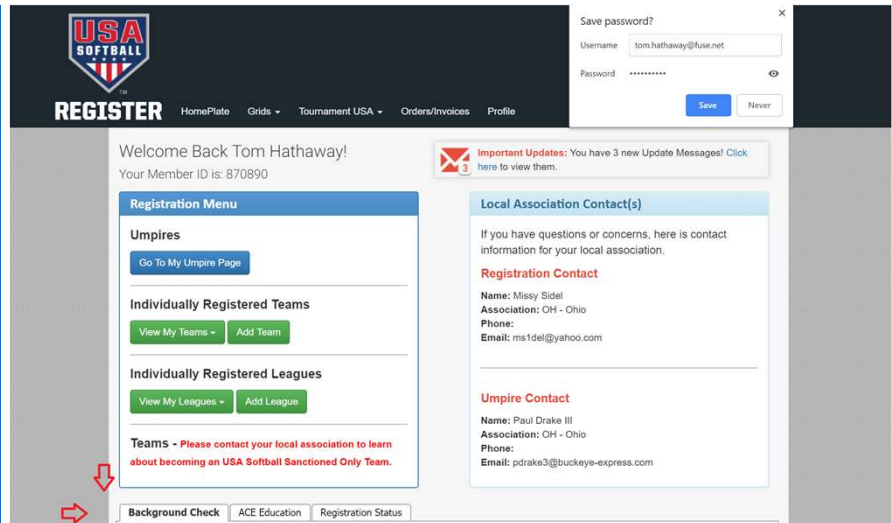 USA
SOFTBALL
TM
REGISTER
HomePlate
Grids
Tournament USA
Orders/Invoices
Profile
Save password?
Username
tom.hathaway@fuse.net
Password
••••••••••
Save
Never
Welcome Back Tom Hathaway!
Your Member ID is: 870890
3
Important Updates: You have 3 new Update Messages! Click
here to view them.
Registration Menu
Umpires
Go To My Umpire Page
Individually Registered Teams
View My Teams
Add Team
Individually Registered Leagues
View My Leagues
Add League
Teams - Please contact your local association to learn
about becoming an USA Softball Sanctioned Only Team.
Local Association Contact(s)
If you have questions or concerns, here is contact
information for your local association.
Registration Contact
Name: Missy Sidel
Association: OH - Ohio
Phone:
Email: ms1del@yahoo.com
Umpire Contact
Name: Paul Drake III
Association: OH - Ohio
Phone:
Email: pdrake3@buckeye-express.com
Background Check
ACE Education
Registration Status